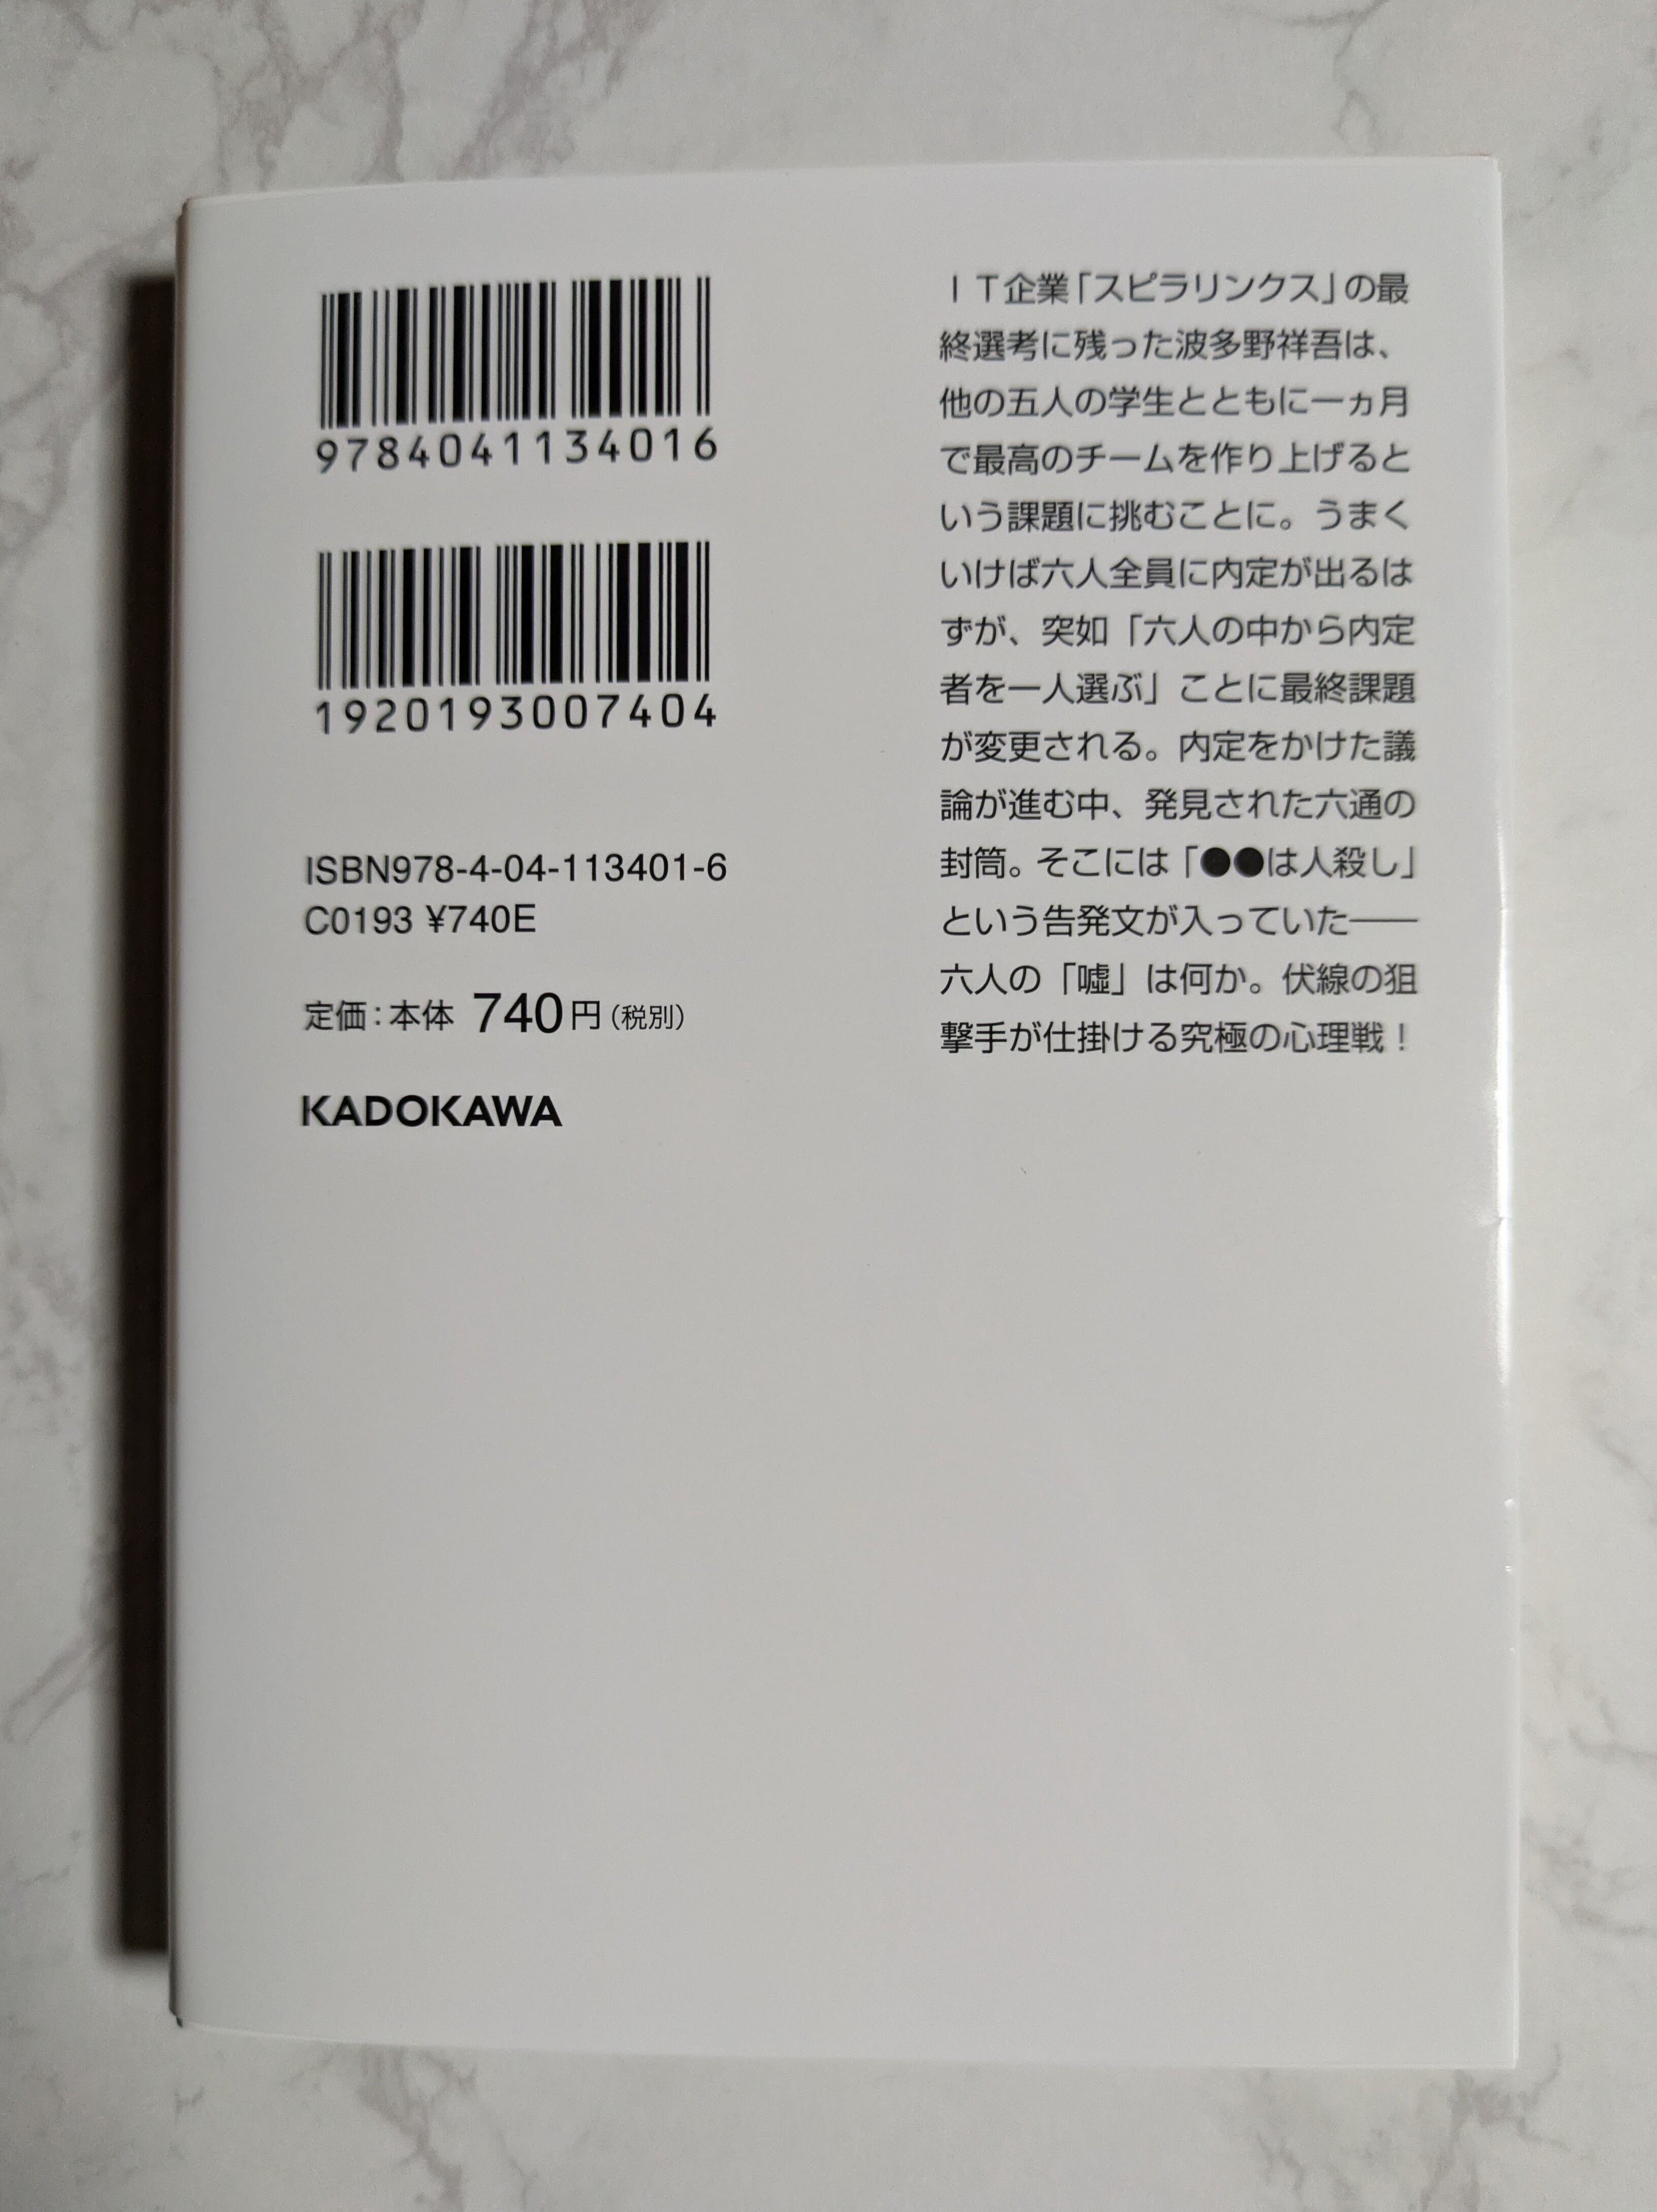 9784041134016
1920193007404
ISBN978-4-04-113401-6
C0193 ¥740E
定価：本体 740円（税別）
KADOKAWA
ＩＴ企業「スピラリンクス」の最
終選考に残った波多野祥吾は、
他の五人の学生とともに一ヵ月
で最高のチームを作り上げると
いう課題に挑むことに。うまく
いけば六人全員に内定が出るは
ずが、突如「六人の中から内定
者を一人選ぶ」ことに最終課題
が変更される。内定をかけた議
論が進む中、発見された六通の
封筒。そこには「●●は人殺し」
という告発文が入っていた――
六人の「嘘」は何か。伏線の狙
撃手が仕掛ける究極の心理戦！